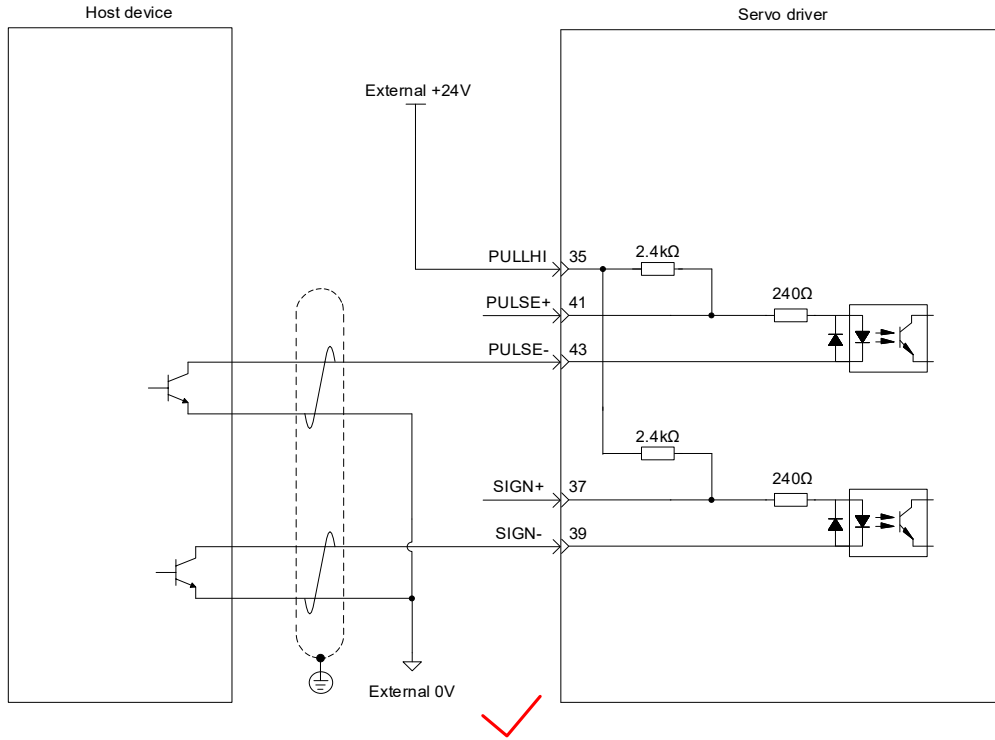 Host device
Servo driver
External +24V
PULLHI
35
2.4kΩ
PULSE+
41
240Ω
PULSE-
43
2.4kΩ
SIGN+
37
240Ω
SIGN-
39
External 0V